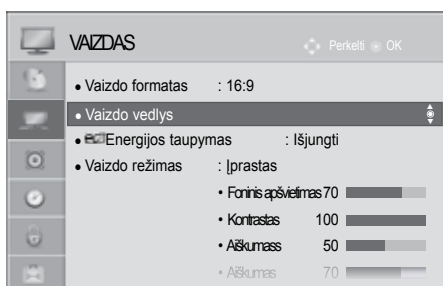 VAIZDAS
Perkelti OK
• Vaizdo formatas : 16:9
• Vaizdo vedlys
• Energijos taupymas : Išjungti
• Vaizdo režimas : Įprastas
• Foninis apšvietimas 70
• Kontrastas 100
• Aiškumass 50
• Aiškumas 70